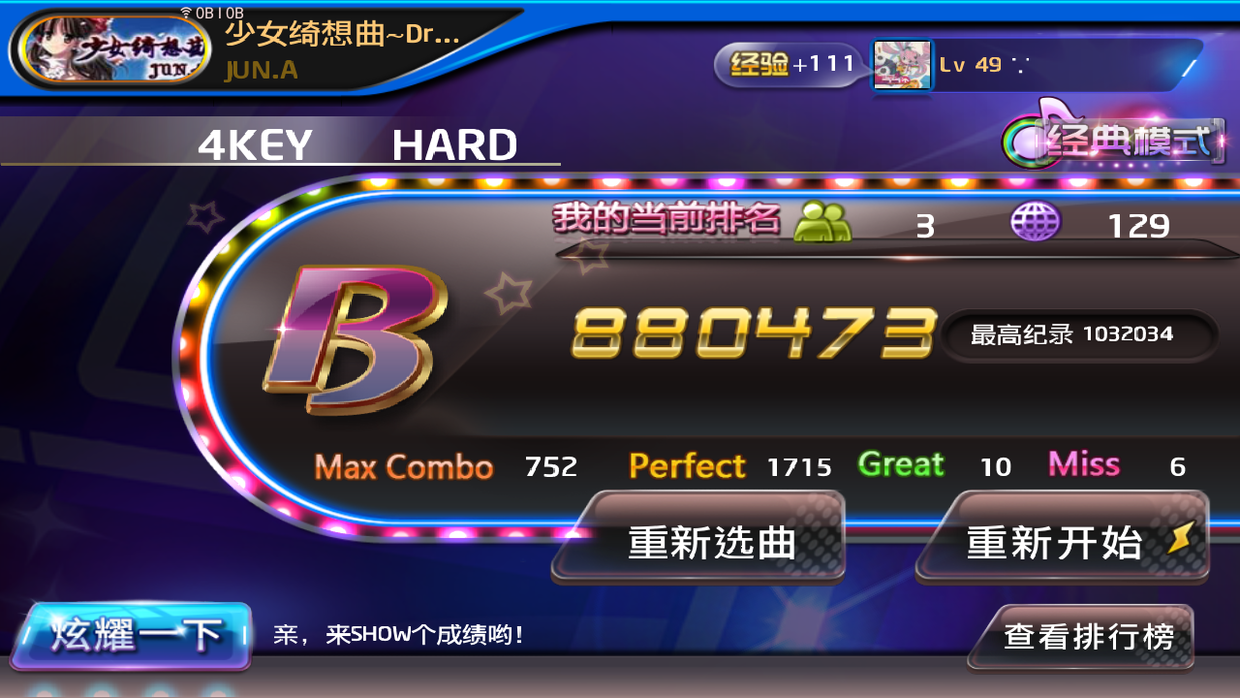 0B | 0B
少女绮想曲~Dr...
JUN.A
少女绮想
JUN.
经验 +111
Lv 49
4KEY HARD
经典模式
我的当前排名 3 129
B
880473
最高纪录 1032034
Max Combo 752 Perfect 1715 Great 10 Miss 6
重新选曲
重新开始
炫耀一下
亲，来SHOW个成绩哟!
查看排行榜